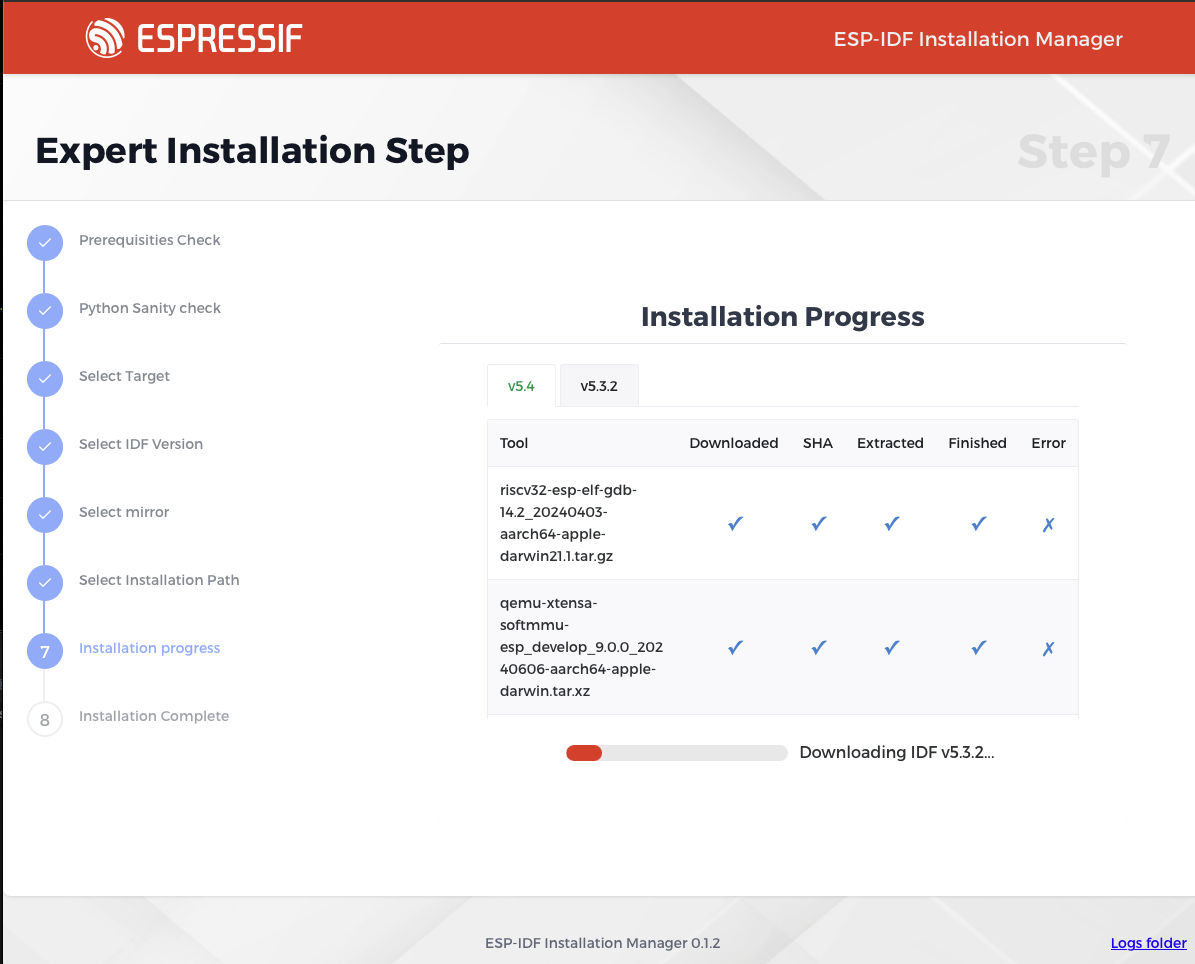 ESPRESSIF
ESP-IDF Installation Manager
Expert Installation Step
Step 7
Prerequisities Check
Python Sanity check
Select Target
Select IDF Version
Select mirror
Select Installation Path
7
Installation progress
8
Installation Complete
Installation Progress
v5.4
v5.3.2
Tool Downloaded SHA Extracted Finished Error
riscv32-esp-elf-gdb-
14.2_20240403-
aarch64-apple-
darwin21.1.tar.gz
✓ ✓ ✓ ✓ ✗
qemu-xtensa-
softmmu-
esp_develop_9.0.0_202
40606-aarch64-apple-
darwin.tar.xz
✓ ✓ ✓ ✓ ✗
Downloading IDF v5.3.2...
ESP-IDF Installation Manager 0.1.2
Logs folder